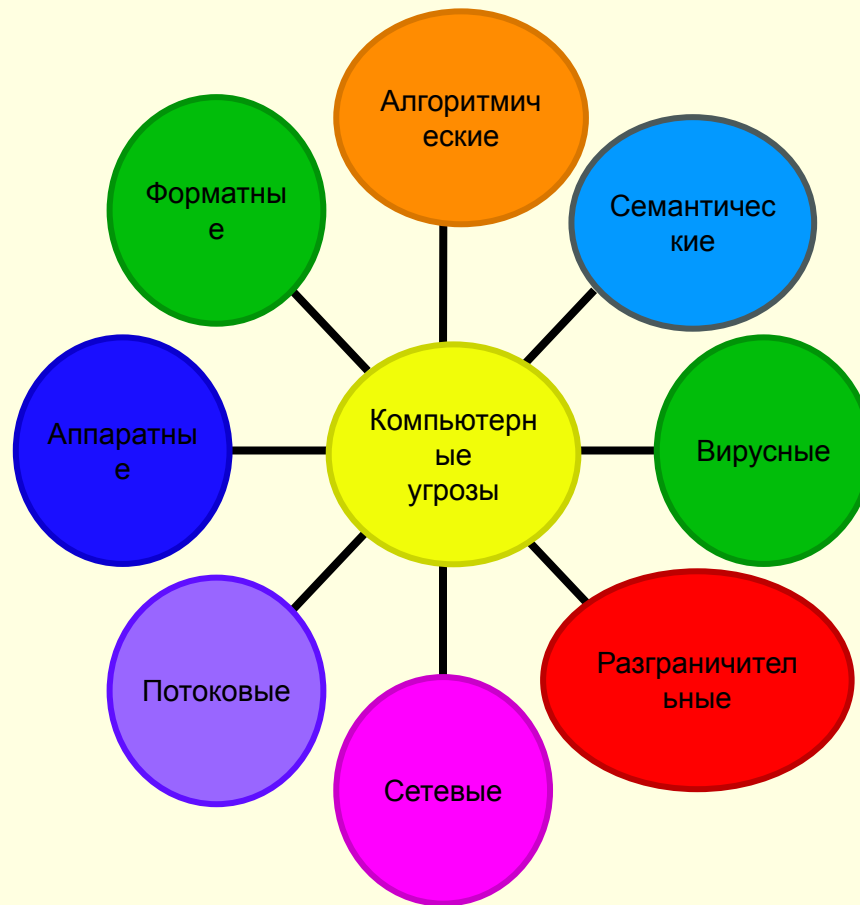 Алгоритмич
еские
Форматны
е
Семантичес
кие
Компьютерн
ые
угрозы
Аппаратны
е
Вирусные
Потоковые
Разграничител
ьные
Сетевые